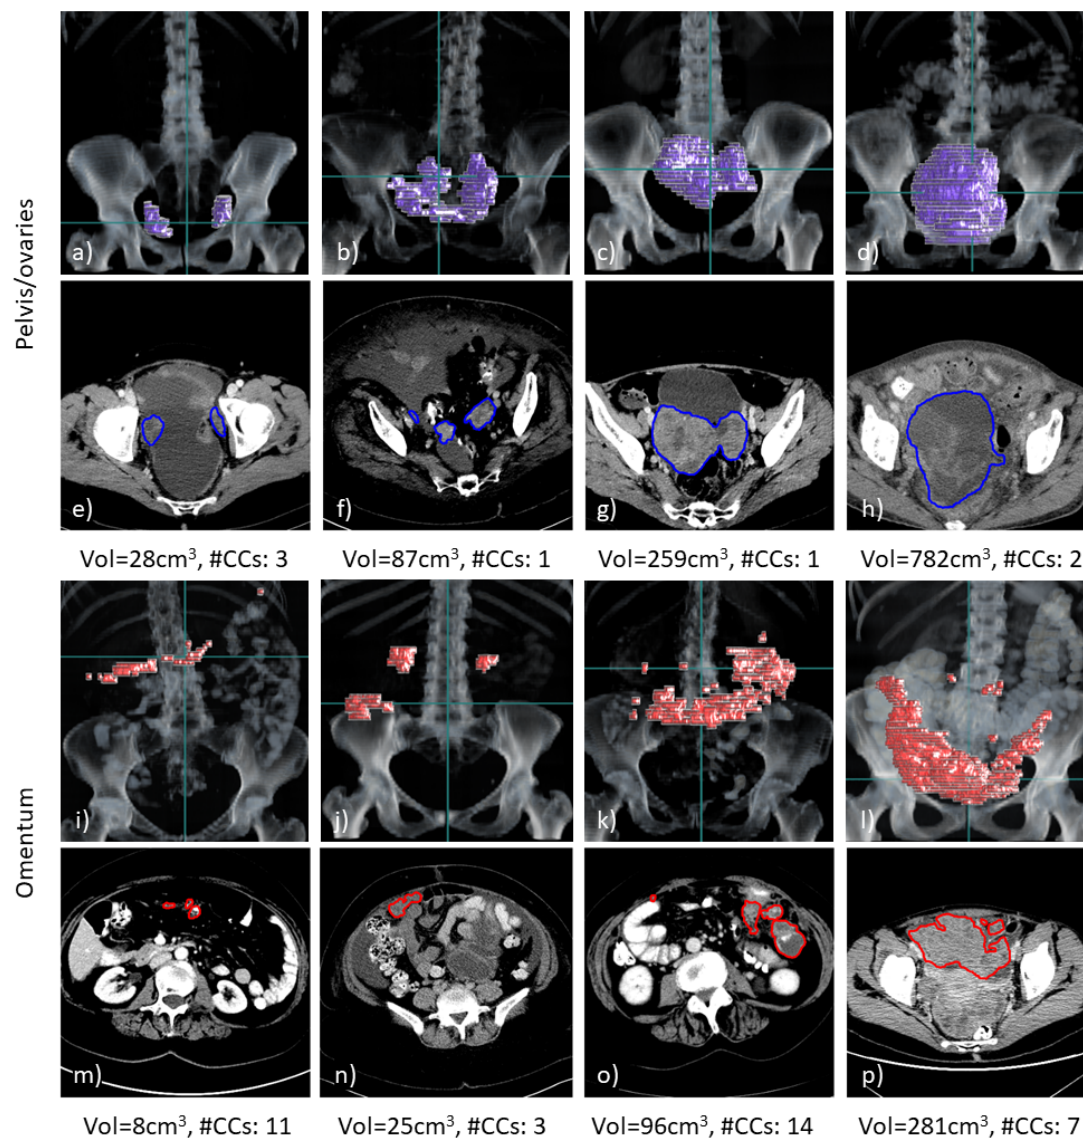 Pelvis/ovaries
a) b) c) d)
e) f) g) h)
Vol=28cm³, #CCs: 3 Vol=87cm³, #CCs: 1 Vol=259cm³, #CCs: 1 Vol=782cm³, #CCs: 2
Omentum
i) j) k) l)
m) n) o) p)
Vol=8cm³, #CCs: 11 Vol=25cm³, #CCs: 3 Vol=96cm³, #CCs: 14 Vol=281cm³, #CCs: 7